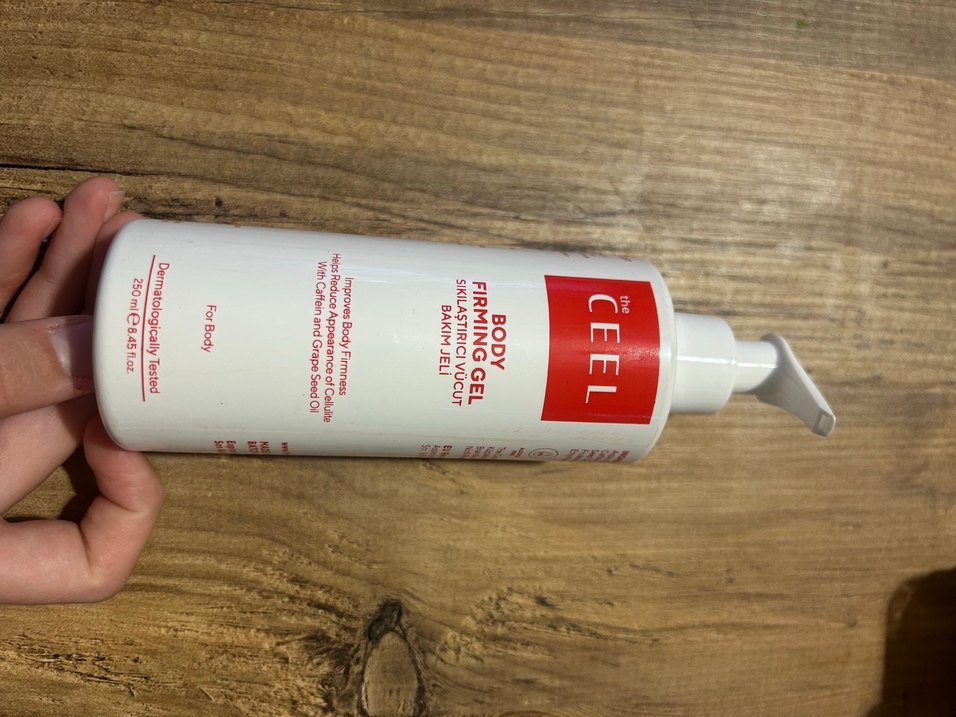 the
CEEL
BODY
FIRMING GEL
SIKILAŞTIRICI VÜCUT
BAKIM JELİ
Improves Body Firmness
Helps Reduce Appearance of Cellulite
With Caffein and Grape Seed Oil
For Body
Dermatologically Tested
250 ml ℮ 8.45 fl.oz.